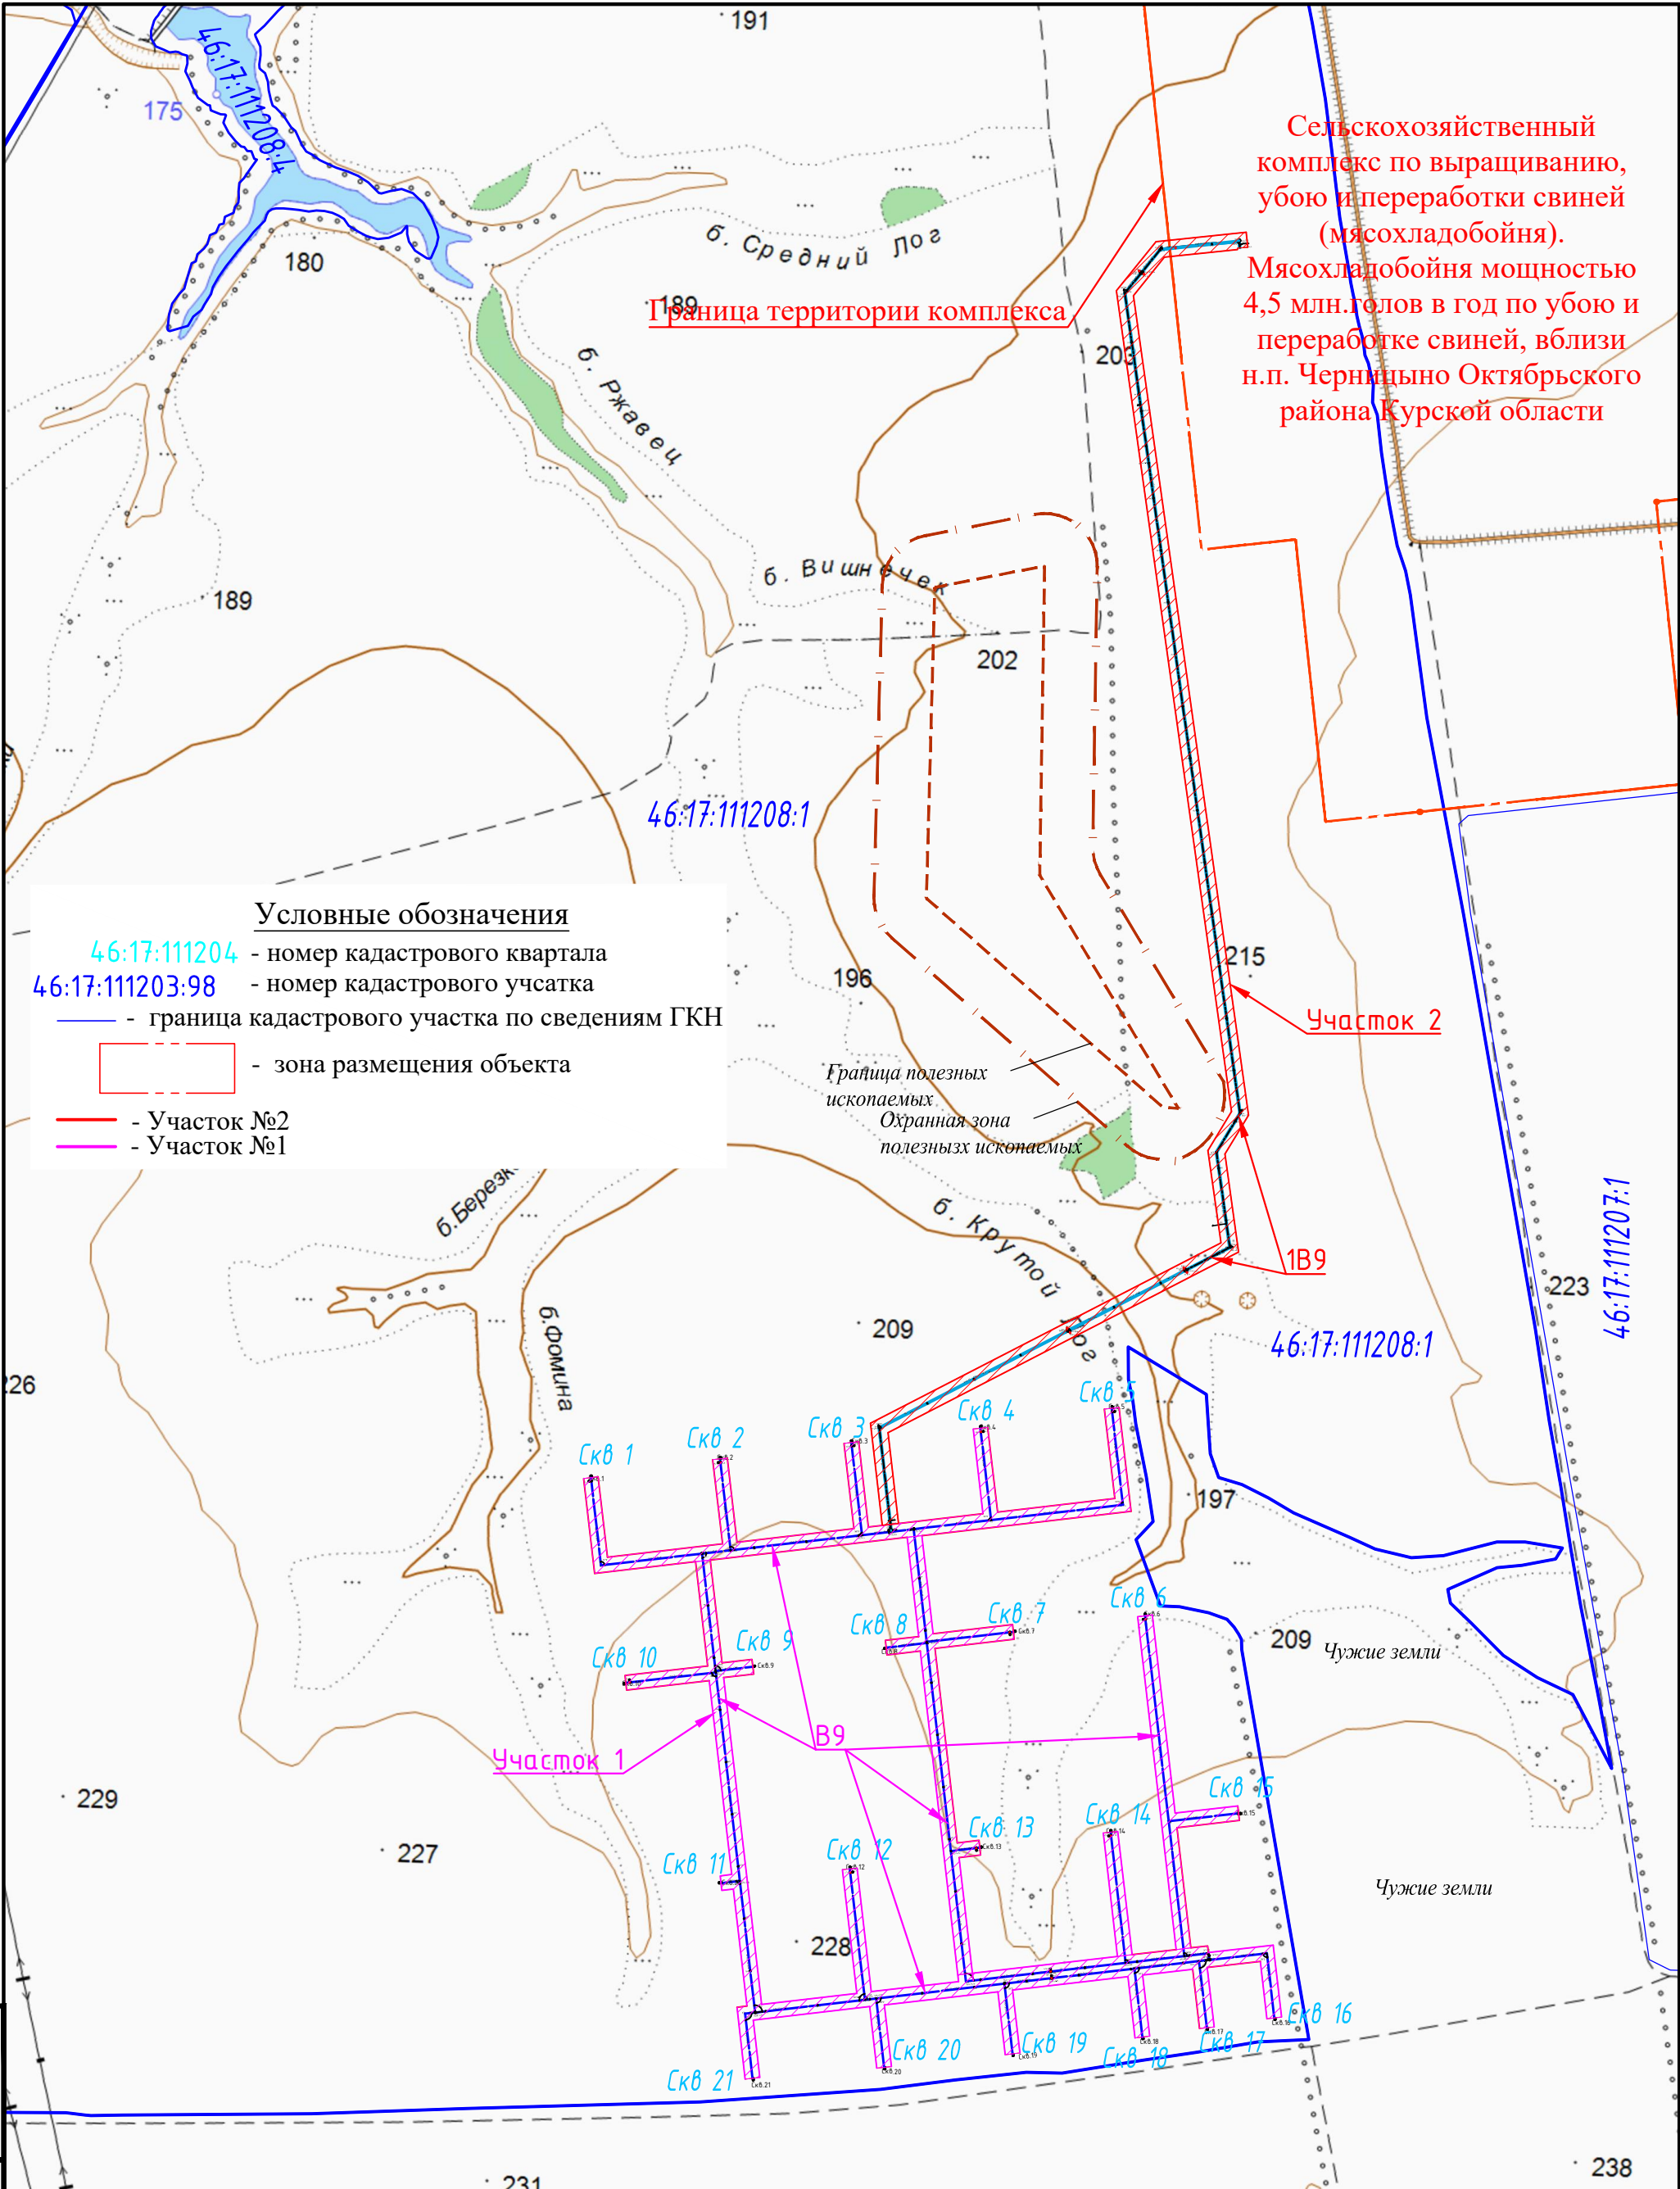 191
46:17:111208:4
175
Сельскохозяйственный
комплекс по выращиванию,
убою и переработки свиней
(мясохладобойня).
Мясохладобойня мощностью
4,5 млн.голов в год по убою и
переработке свиней, вблизи
н.п. Черницыно Октябрьского
района Курской области
180
б. Средний Лог
189
Граница территории комплекса
203
б. Ржавец
б. Вишнечек
189
202
46:17:111208:1
Условные обозначения
46:17:111204 - номер кадастрового квартала
46:17:111203:98 - номер кадастрового учсатка
- граница кадастрового участка по сведениям ГКН
- зона размещения объекта
- Участок №2
- Участок №1
196
215
Участок 2
Граница полезных
ископаемых
Охранная зона
полезнызх ископаемых
б.Березк
б. Крутой Лог
1В9
46:17:111207:1
223
б.Фомина
209
46:17:111208:1
226
Скв 1
Скв 2
Скв 3
Скв 4
Скв 5
197
Скв 6
Скв 7
Скв 8
Скв 9
Скв 10
209
Чужие земли
В9
Участок 1
229
227
Скв 11
Скв 12
Скв 13
Скв 14
Скв 15
Чужие земли
228
Скв 16
Скв 17
Скв 18
Скв 19
Скв 20
Скв 21
231
238